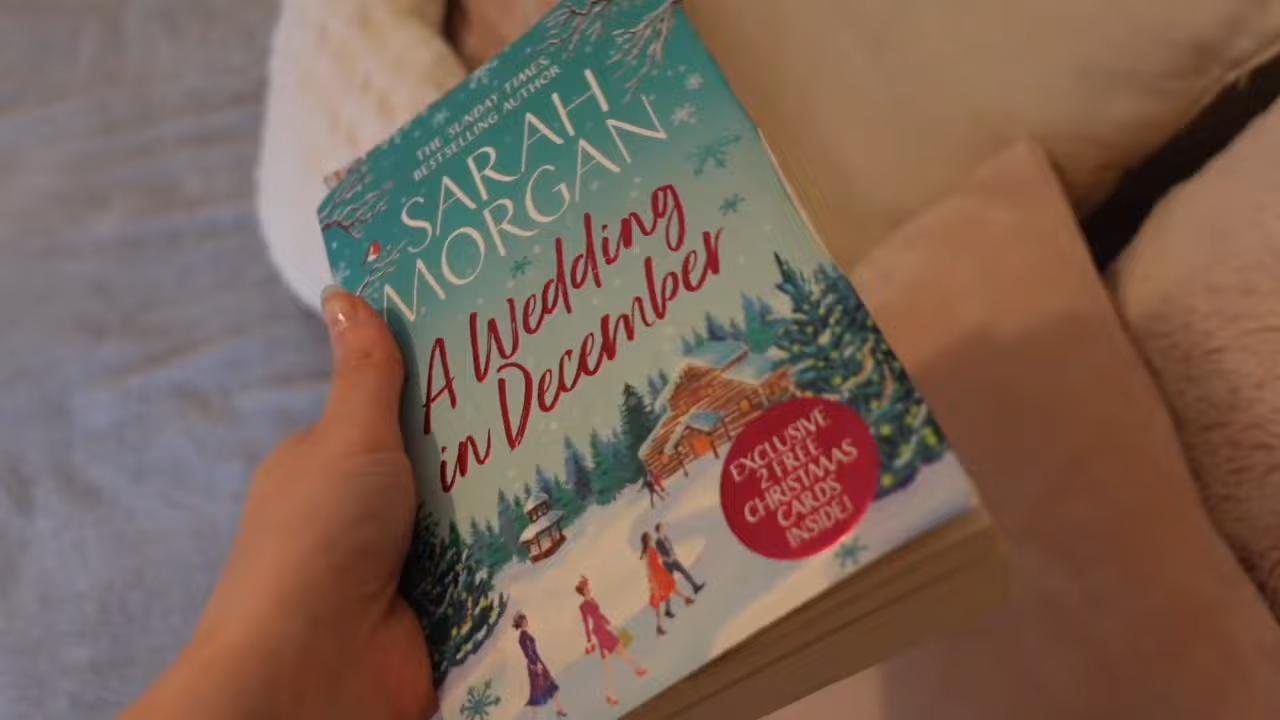 THE SUNDAY TIMES
BESTSELLING AUTHOR
SARAH
MORGAN
A Wedding
in December
EXCLUSIVE
2 FREE
CHRISTMAS
CARDS
INSIDE!